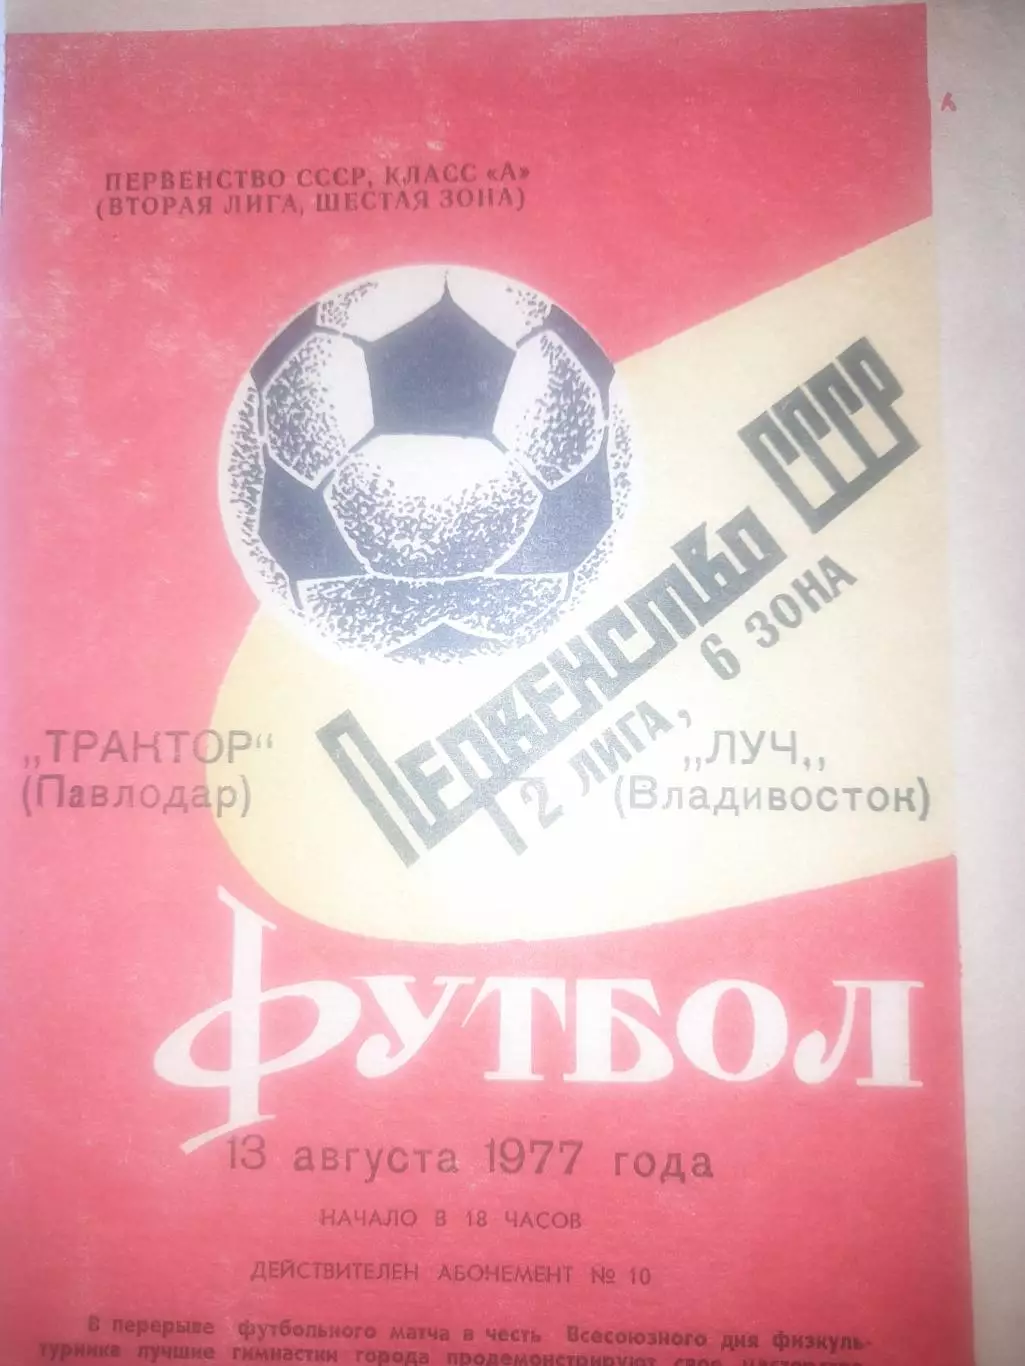 ПЕРВЕНСТВО СССР, КЛАСС «А»
(ВТОРАЯ ЛИГА, ШЕСТАЯ ЗОНА)
Первенство СССР
2 ЛИГА, 6 ЗОНА
„ТРАКТОР“
(Павлодар)
„ЛУЧ„
(Владивосток)
ФУТБОЛ
13 августа 1977 года
НАЧАЛО В 18 ЧАСОВ
ДЕЙСТВИТЕЛЕН АБОНЕМЕНТ № 10
В перерыве футбольного матча в честь Всесоюзного дня физкуль-
турника лучшие гимнастки города продемонстрируют свое мастерство